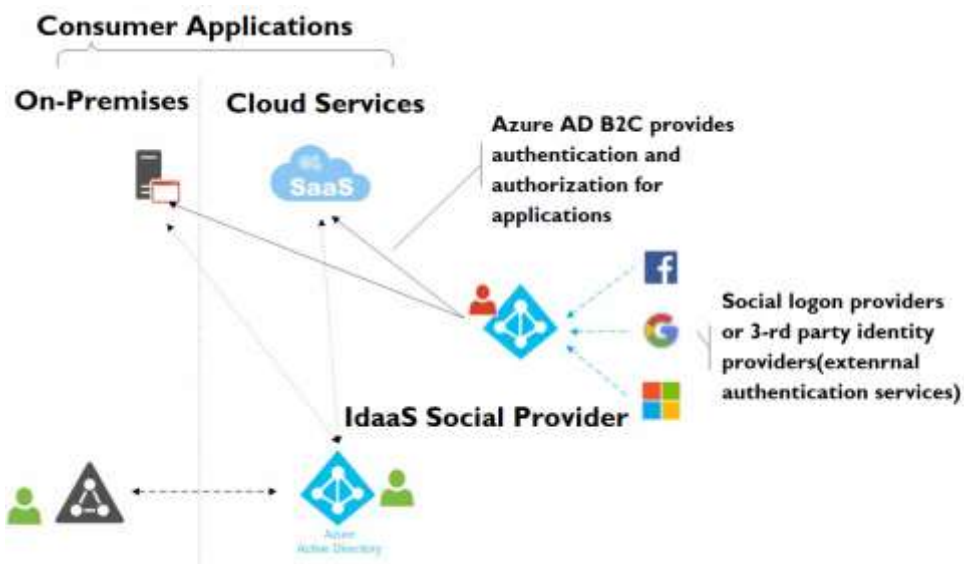 Consumer Applications
On-Premises
Cloud Services
SaaS
Azure AD B2C provides
authentication and
authorization for
applications
Social logon providers
or 3-rd party identity
providers(extenrnal
authentication services)
IdaaS Social Provider
Azure
Active Directory